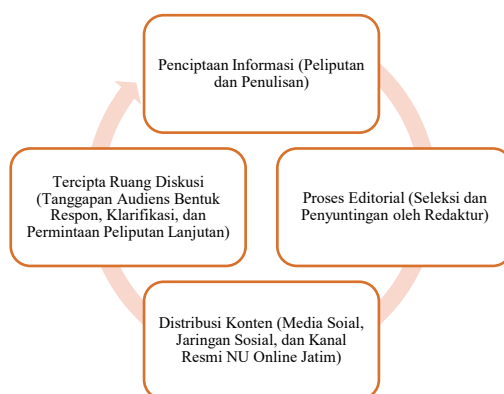 Penciptaan Informasi (Peliputan
dan Penulisan)
Proses Editorial (Seleksi dan
Penyuntingan oleh Redaktur)
Distribusi Konten (Media Soial,
Jaringan Sosial, dan Kanal
Resmi NU Online Jatim)
Tercipta Ruang Diskusi
(Tanggapan Audiens Bentuk
Respon, Klarifikasi, dan
Permintaan Peliputan Lanjutan)